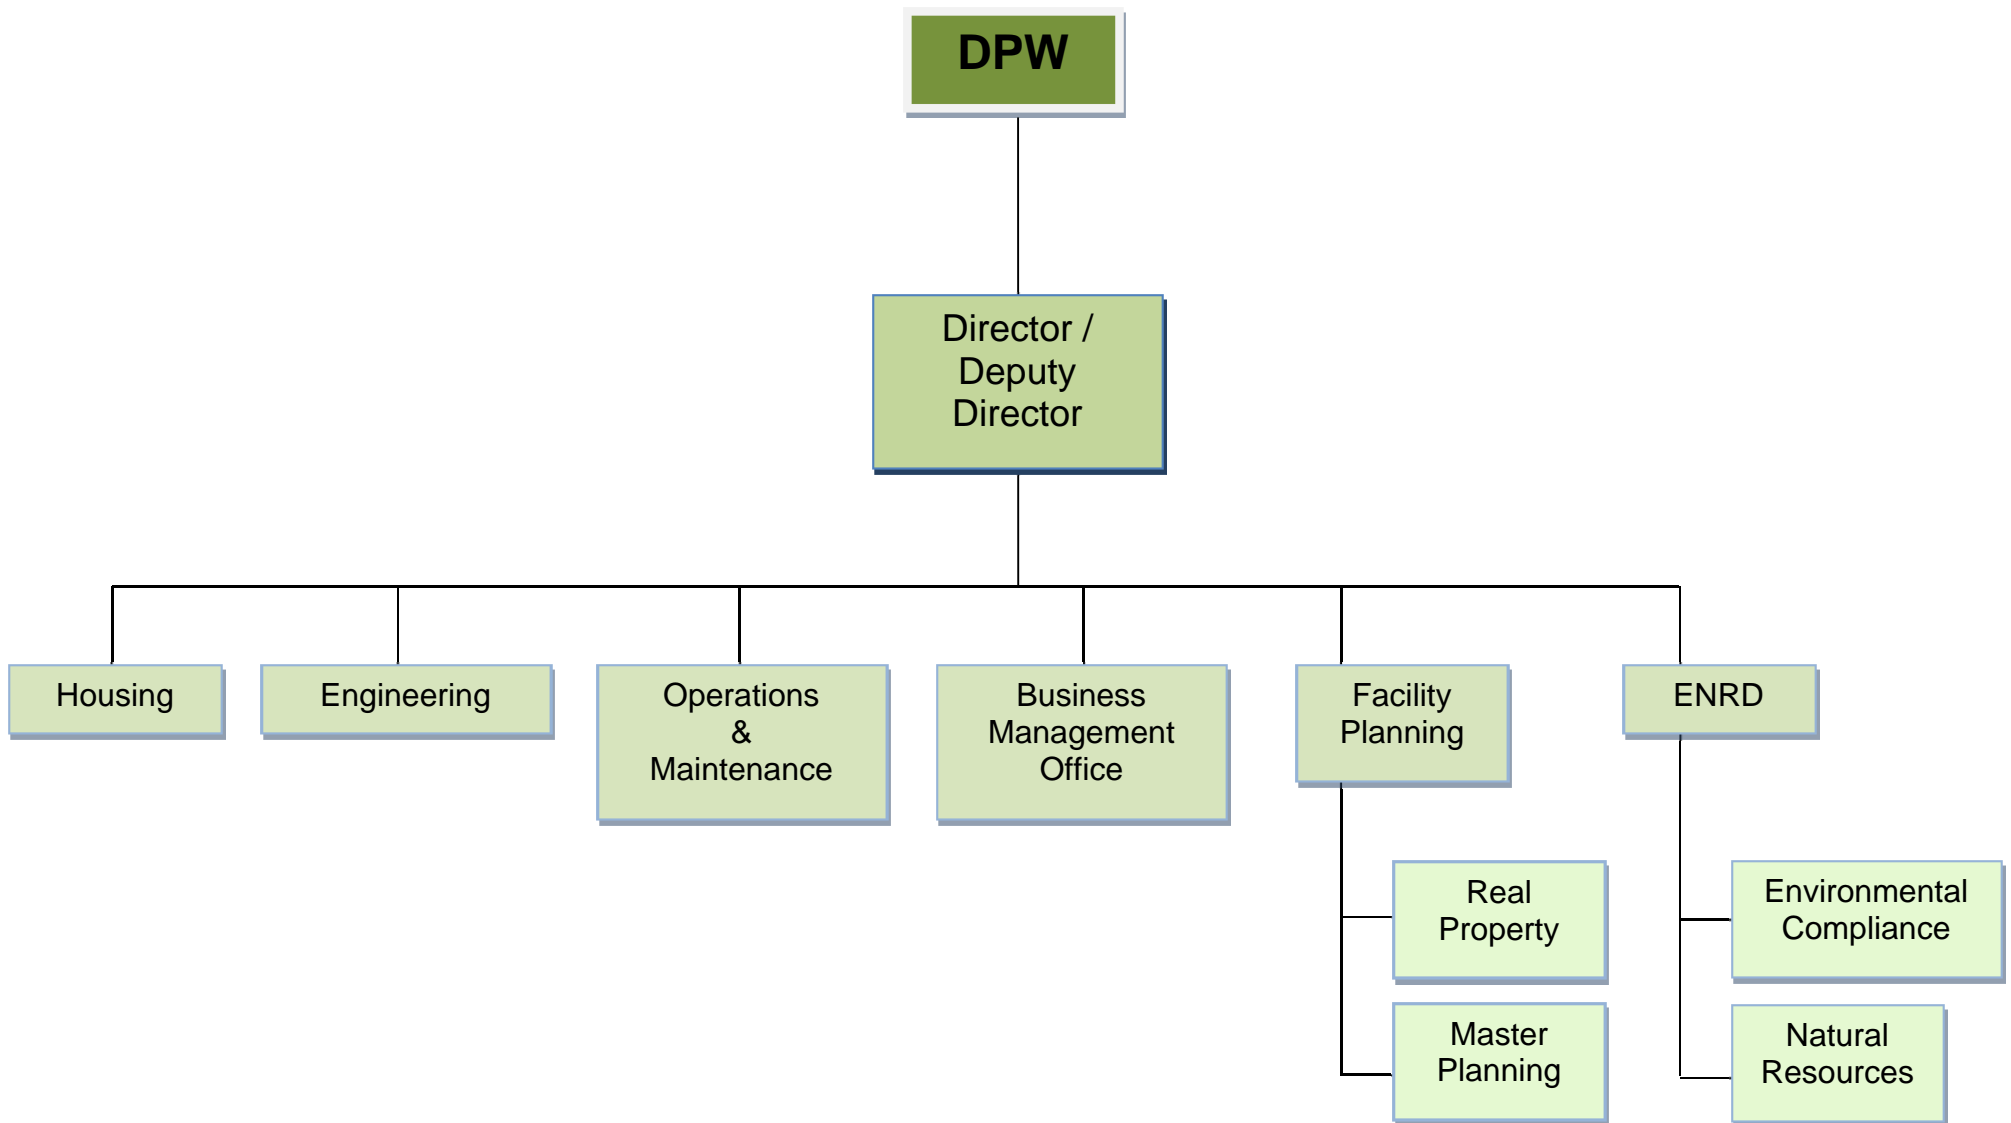 DPW
Director /
Deputy
Director
Housing
Engineering
Operations
&
Maintenance
Business
Management
Office
Facility
Planning
ENRD
Real
Property
Environmental
Compliance
Master
Planning
Natural
Resources